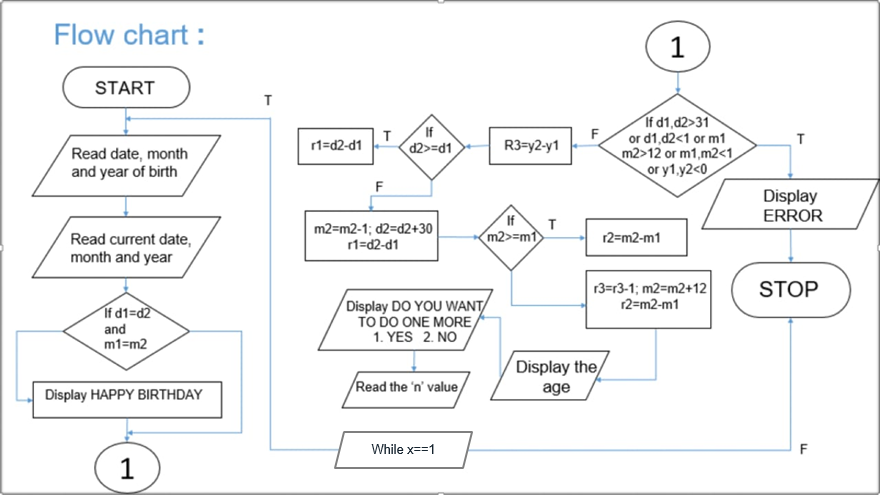 Flow chart :
START
Read date, month
and year of birth
Read current date,
month and year
If d1=d2
and
m1=m2
Display HAPPY BIRTHDAY
1
1
If d1,d2>31
or d1,d2<1 or m1
m2>12 or m1,m2<1
or y1,y2<0
T
Display
ERROR
STOP
F
R3=y2-y1
If
d2>=d1
T
r1=d2-d1
F
m2=m2-1; d2=d2+30
r1=d2-d1
If
m2>=m1
T
r2=m2-m1
r3=r3-1; m2=m2+12
r2=m2-m1
Display the
age
Display DO YOU WANT
TO DO ONE MORE
1. YES 2. NO
Read the ‘n’ value
While x==1
T
F